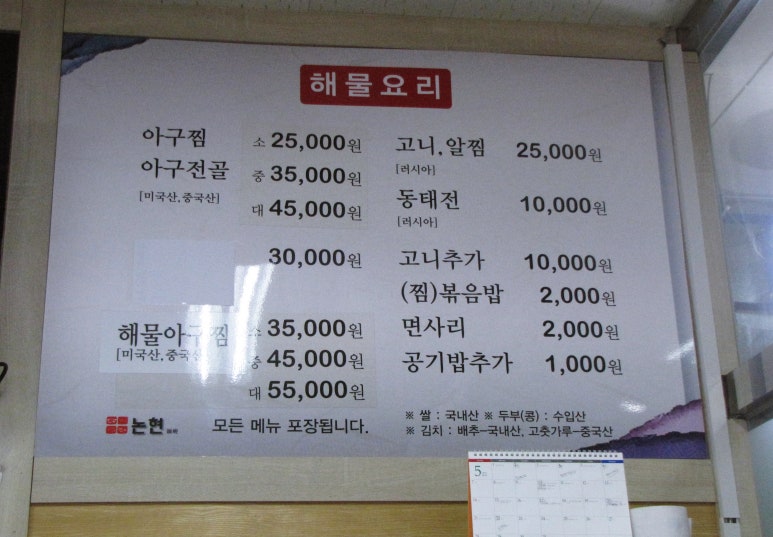 해물요리
아구찜
아구전골
[미국산,중국산]
소 25,000원
중 35,000원
대 45,000원
30,000원
해물아구찜
[미국산,중국산
소 35,000원
중 45,000원
대 55,000원
고니,알찜 25,000원
[러시아]
동태전 10,000원
[러시아]
고니추가 10,000원
(찜)볶음밥 2,000원
면사리 2,000원
공기밥추가 1,000원
논현
모든 메뉴 포장됩니다.
※ 쌀 : 국내산 ※ 두부(콩) : 수입산
※ 김치 : 배추-국내산, 고춧가루-중국산
5